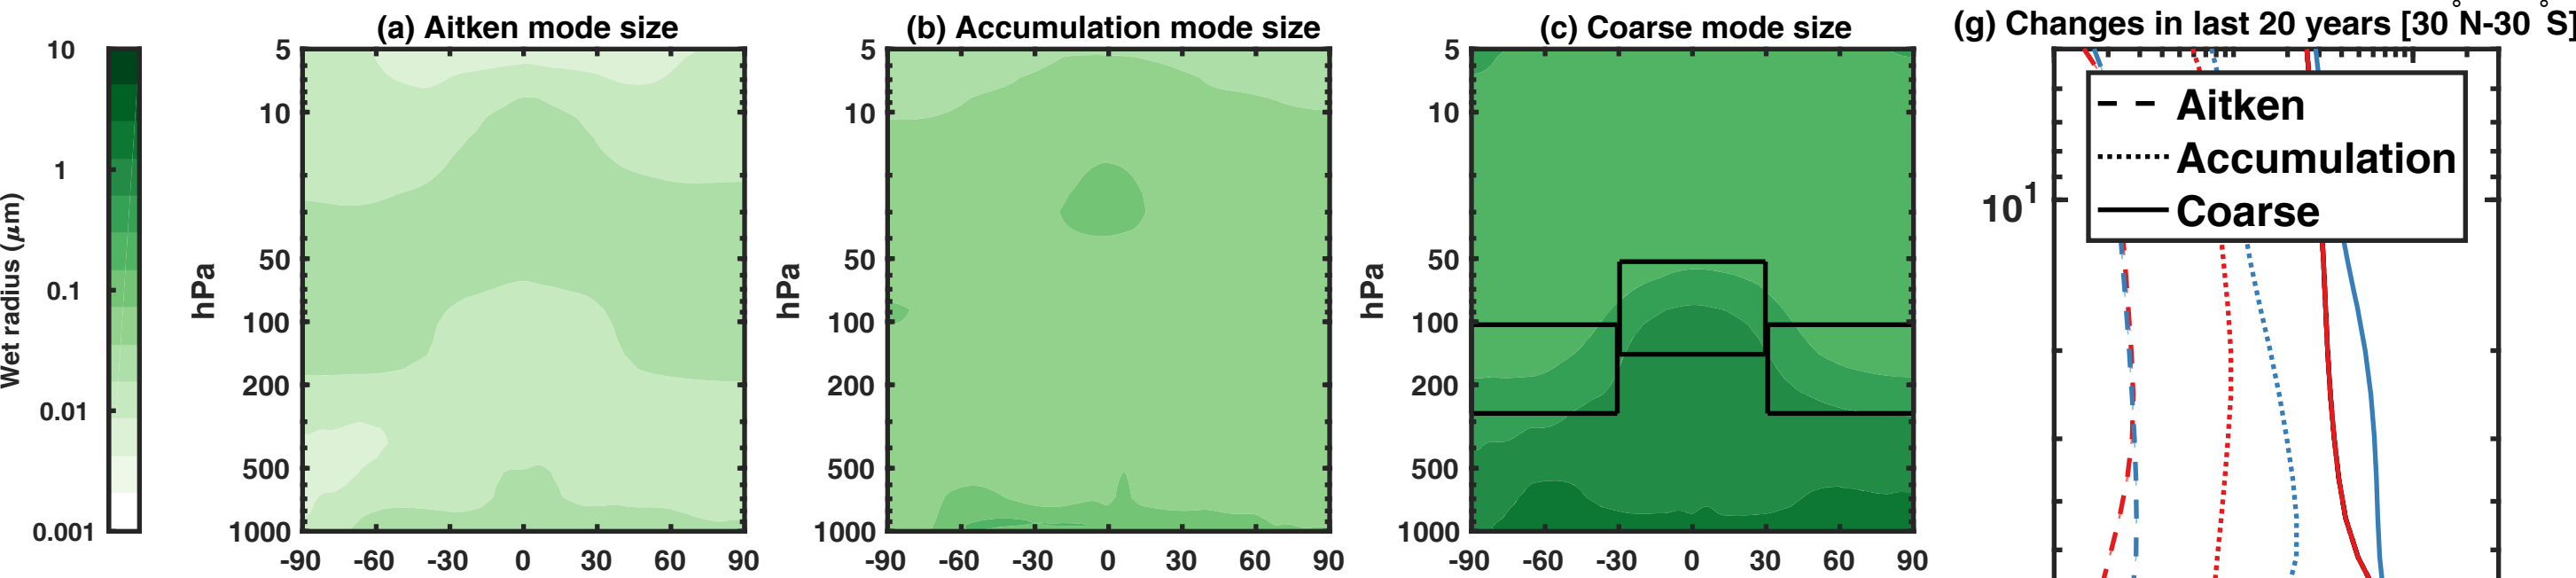 (a) Aitken mode size
(b) Accumulation mode size
(c) Coarse mode size
(g) Changes in last 20 years [30°N-30°S]
Wet radius (μm)
10
1
0.1
0.01
0.001
hPa
5
10
50
100
200
500
1000
-90 -60 -30 0 30 60 90
hPa
5
10
50
100
200
500
1000
-90 -60 -30 0 30 60 90
hPa
5
10
50
100
200
500
1000
-90 -60 -30 0 30 60 90
10¹
Aitken
Accumulation
Coarse